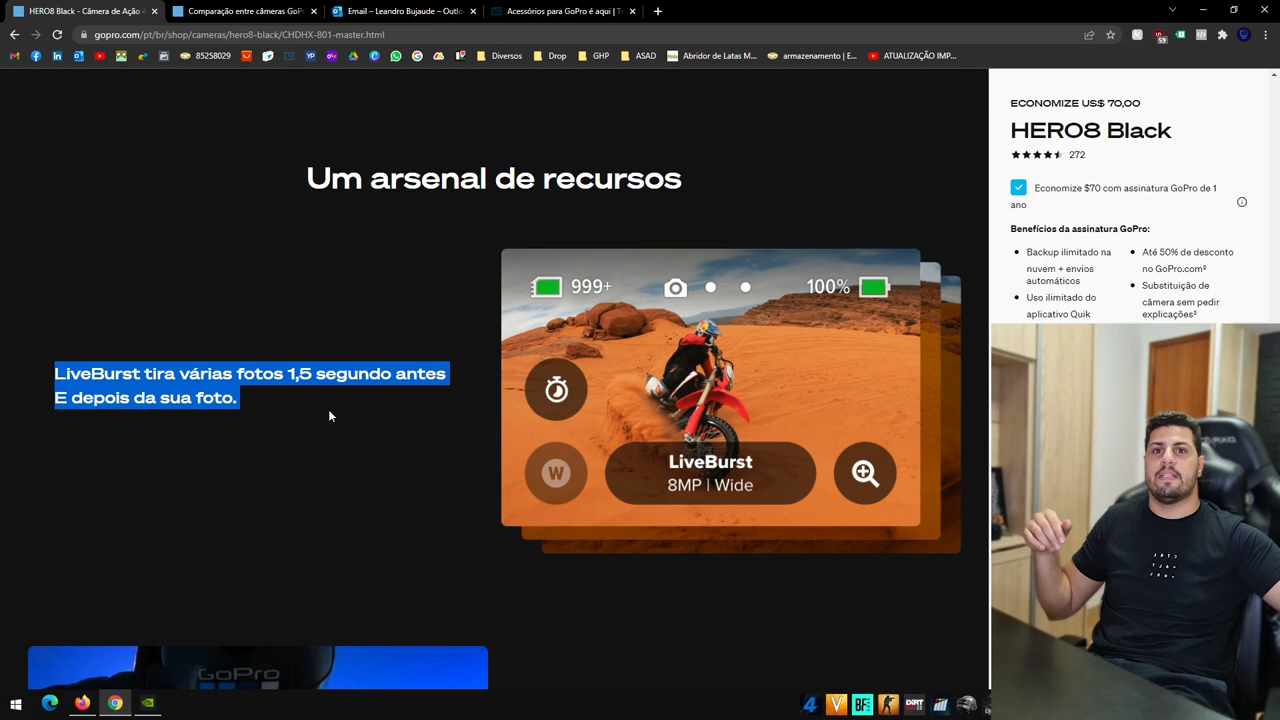 HERO8 Black - Câmera de Ação 4
Comparação entre câmeras GoPr
Email – Leandro Bujaude – Outlo
Acessórios para GoPro é aqui | T
gopro.com/pt/br/shop/cameras/hero8-black/CHDHX-801-master.html
59
85258029
Diversos
Drop
GHP
ASAD
Abridor de Latas M...
armazenamento | E...
ATUALIZAÇÃO IMP...
Um arsenal de recursos
LiveBurst tira várias fotos 1,5 segundo antes
E depois da sua foto.
999+
100%
W
LiveBurst
8MP | Wide
GoPro
ECONOMIZE US$ 70,00
HERO8 Black
272
Economize $70 com assinatura GoPro de 1
ano
Benefícios da assinatura GoPro:
Backup ilimitado na
nuvem + envios
automáticos
Uso ilimitado do
aplicativo Quik
Até 50% de desconto
no GoPro.com²
Substituição de
câmera sem pedir
explicações³